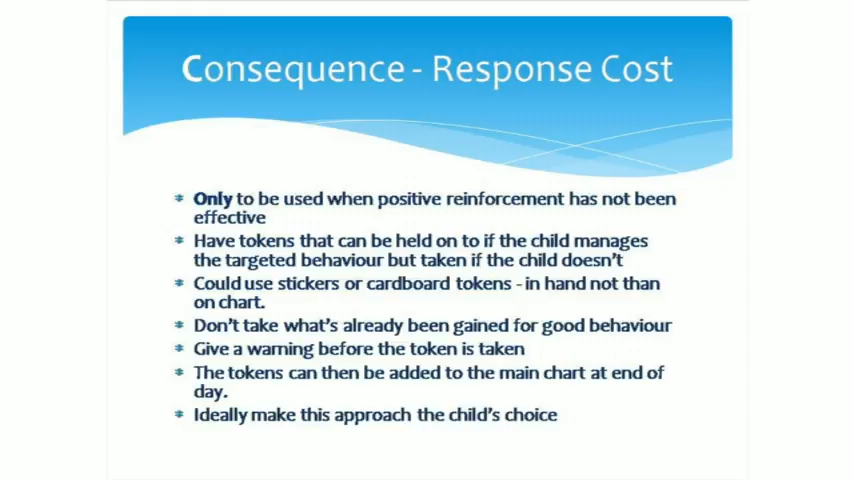 Consequence - Response Cost
Only to be used when positive reinforcement has not been
effective
Have tokens that can be held on to if the child manages
the targeted behaviour but taken if the child doesn't
Could use stickers or cardboard tokens - in hand not than
on chart.
Don't take what's already been gained for good behaviour
Give a warning before the token is taken
The tokens can then be added to the main chart at end of
day.
Ideally make this approach the child's choice